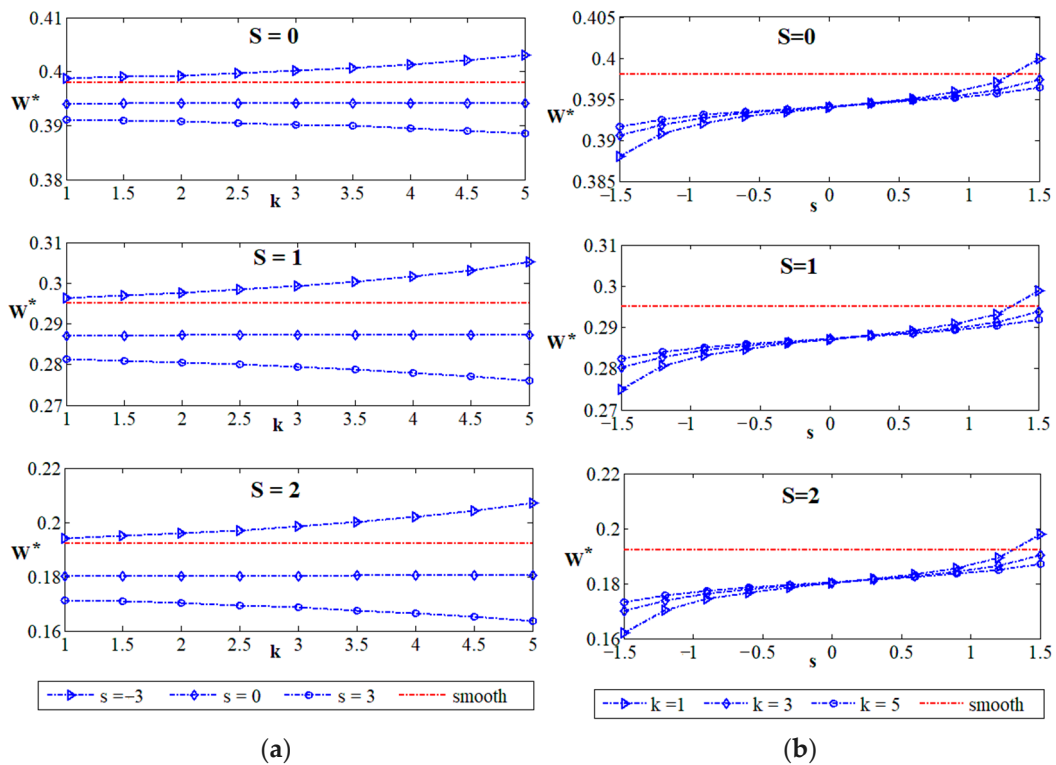 0.41
S = 0
0.4
W*
0.39
0.38
1 1.5 2 2.5 3 3.5 4 4.5 5
k
0.31
S = 1
0.3
W*
0.29
0.28
0.27
1 1.5 2 2.5 3 3.5 4 4.5 5
k
0.22
S = 2
0.2
W*
0.18
0.16
1 1.5 2 2.5 3 3.5 4 4.5 5
k
s =−3 s = 0 s = 3 smooth
(a)
0.405
S=0
0.4
0.395
W*
0.39
0.385
−1.5 −1 −0.5 0 0.5 1 1.5
s
0.31
S=1
0.3
0.29
W*
0.28
0.27
−1.5 −1 −0.5 0 0.5 1 1.5
s
0.22
S=2
0.2
W*
0.18
0.16
−1.5 −1 −0.5 0 0.5 1 1.5
s
k =1 k = 3 k = 5 smooth
(b)